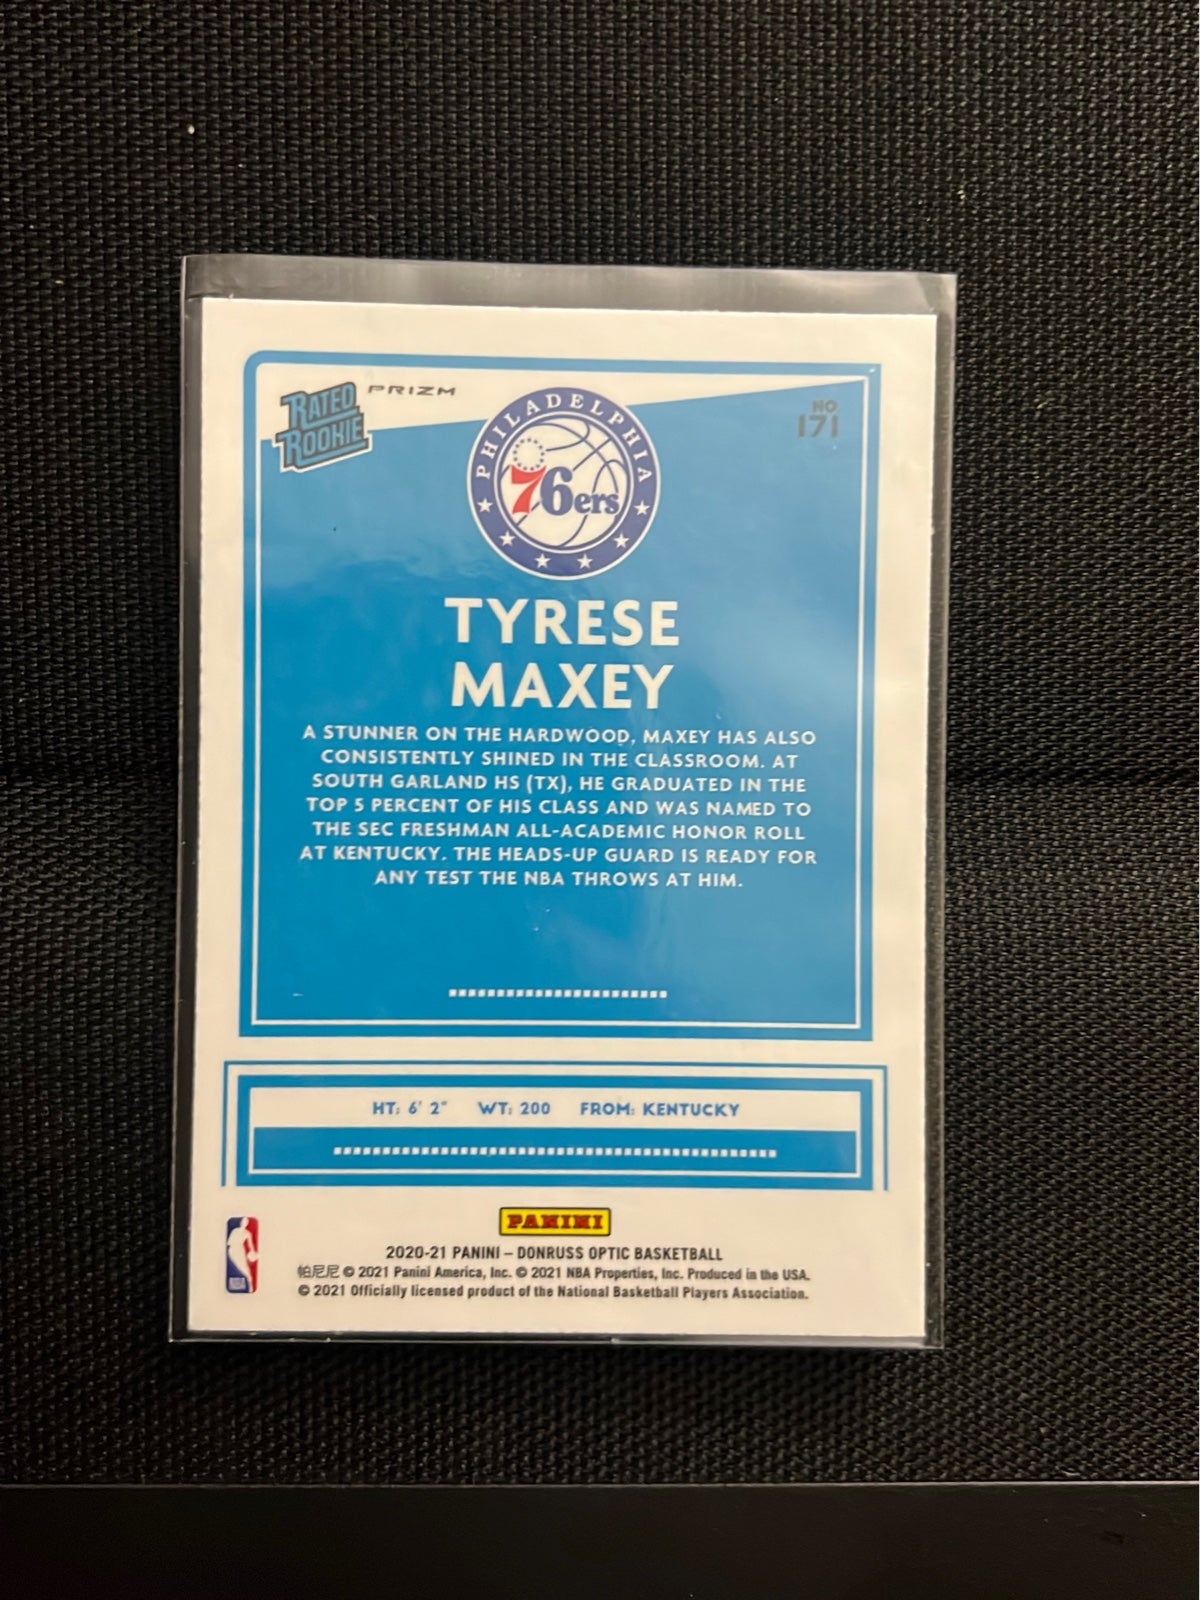 RATED
ROOKIE
PRIZM
NO.
171
PHILADELPHIA
76ers
TYRESE
MAXEY
A STUNNER ON THE HARDWOOD, MAXEY HAS ALSO
CONSISTENTLY SHINED IN THE CLASSROOM. AT
SOUTH GARLAND HS (TX), HE GRADUATED IN THE
TOP 5 PERCENT OF HIS CLASS AND WAS NAMED TO
THE SEC FRESHMAN ALL-ACADEMIC HONOR ROLL
AT KENTUCKY. THE HEADS-UP GUARD IS READY FOR
ANY TEST THE NBA THROWS AT HIM.
HT: 6' 2" WT: 200 FROM: KENTUCKY
PANINI
2020-21 PANINI – DONRUSS OPTIC BASKETBALL
帕尼尼 © 2021 Panini America, Inc. © 2021 NBA Properties, Inc. Produced in the USA.
© 2021 Officially licensed product of the National Basketball Players Association.
NBA